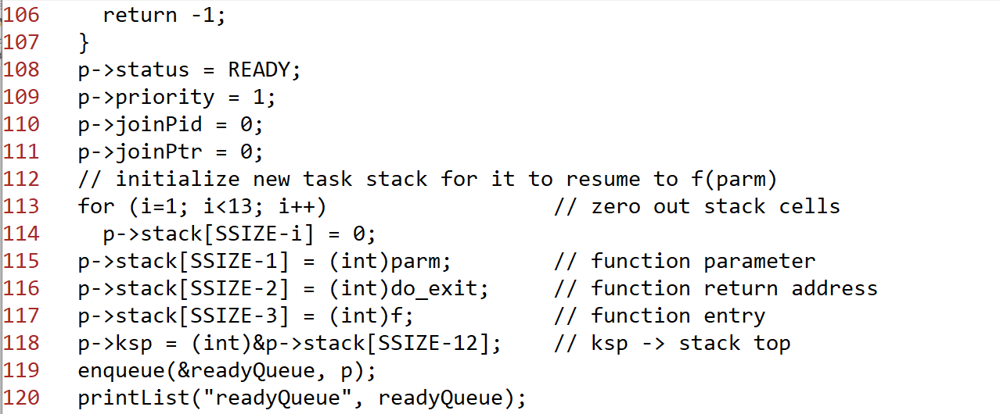 106     return -1;
107   }
108   p->status = READY;
109   p->priority = 1;
110   p->joinPid = 0;
111   p->joinPtr = 0;
112   // initialize new task stack for it to resume to f(parm)
113   for (i=1; i<13; i++)                  // zero out stack cells
114     p->stack[SSIZE-i] = 0;
115   p->stack[SSIZE-1] = (int)parm;        // function parameter
116   p->stack[SSIZE-2] = (int)do_exit;     // function return address
117   p->stack[SSIZE-3] = (int)f;           // function entry
118   p->ksp = (int)&p->stack[SSIZE-12];    // ksp -> stack top
119   enqueue(&readyQueue, p);
120   printList("readyQueue", readyQueue);